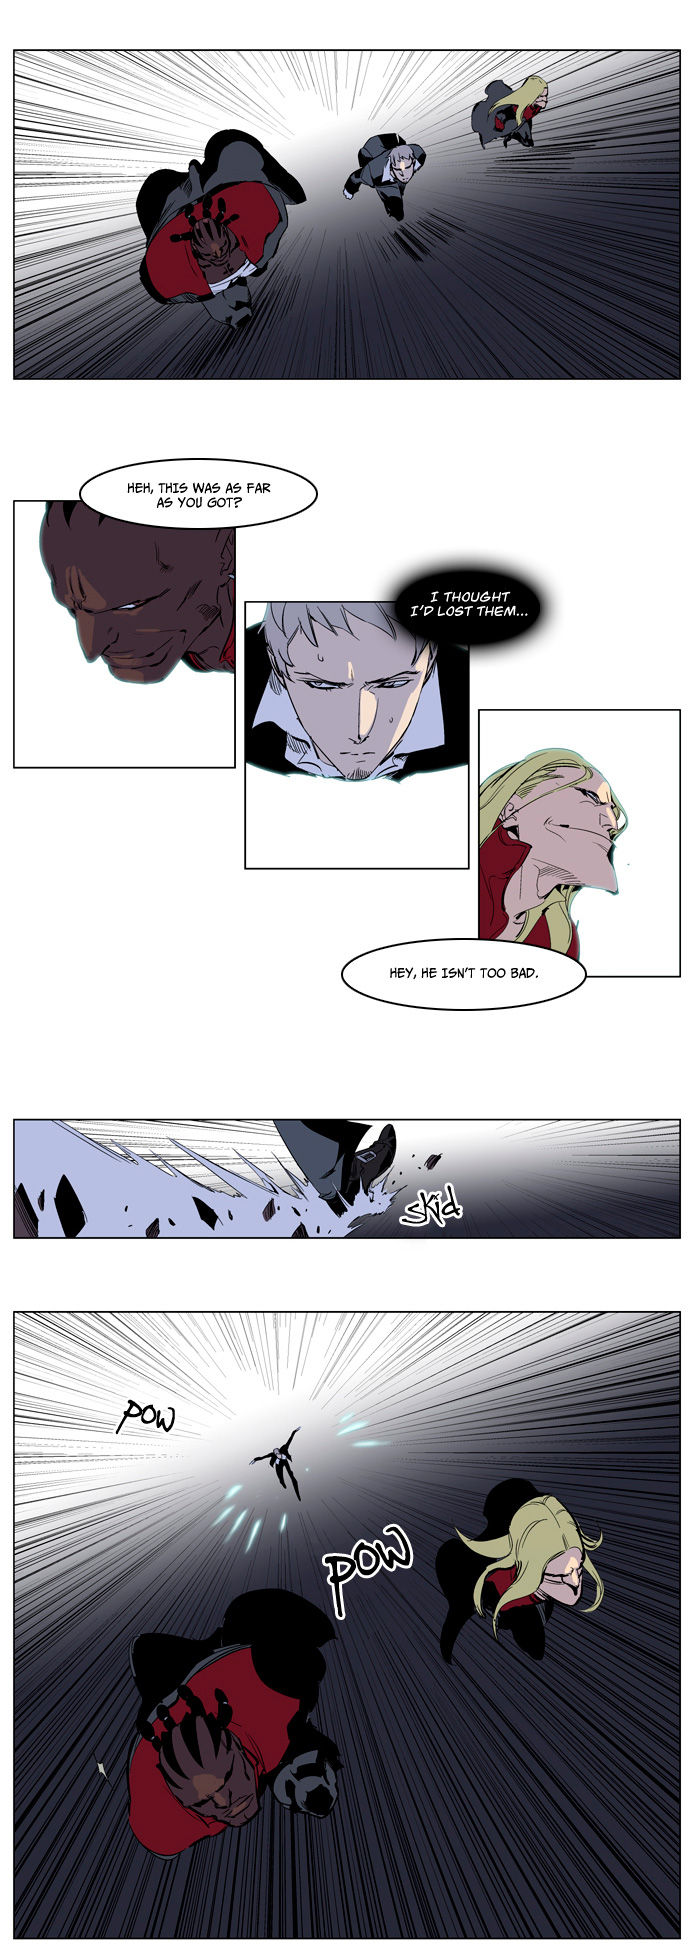 HEH, THIS WAS AS FAR
AS YOU GOT?
I THOUGHT
I'D LOST THEM...
HEY, HE ISN'T TOO BAD.
SKID
POW
POW